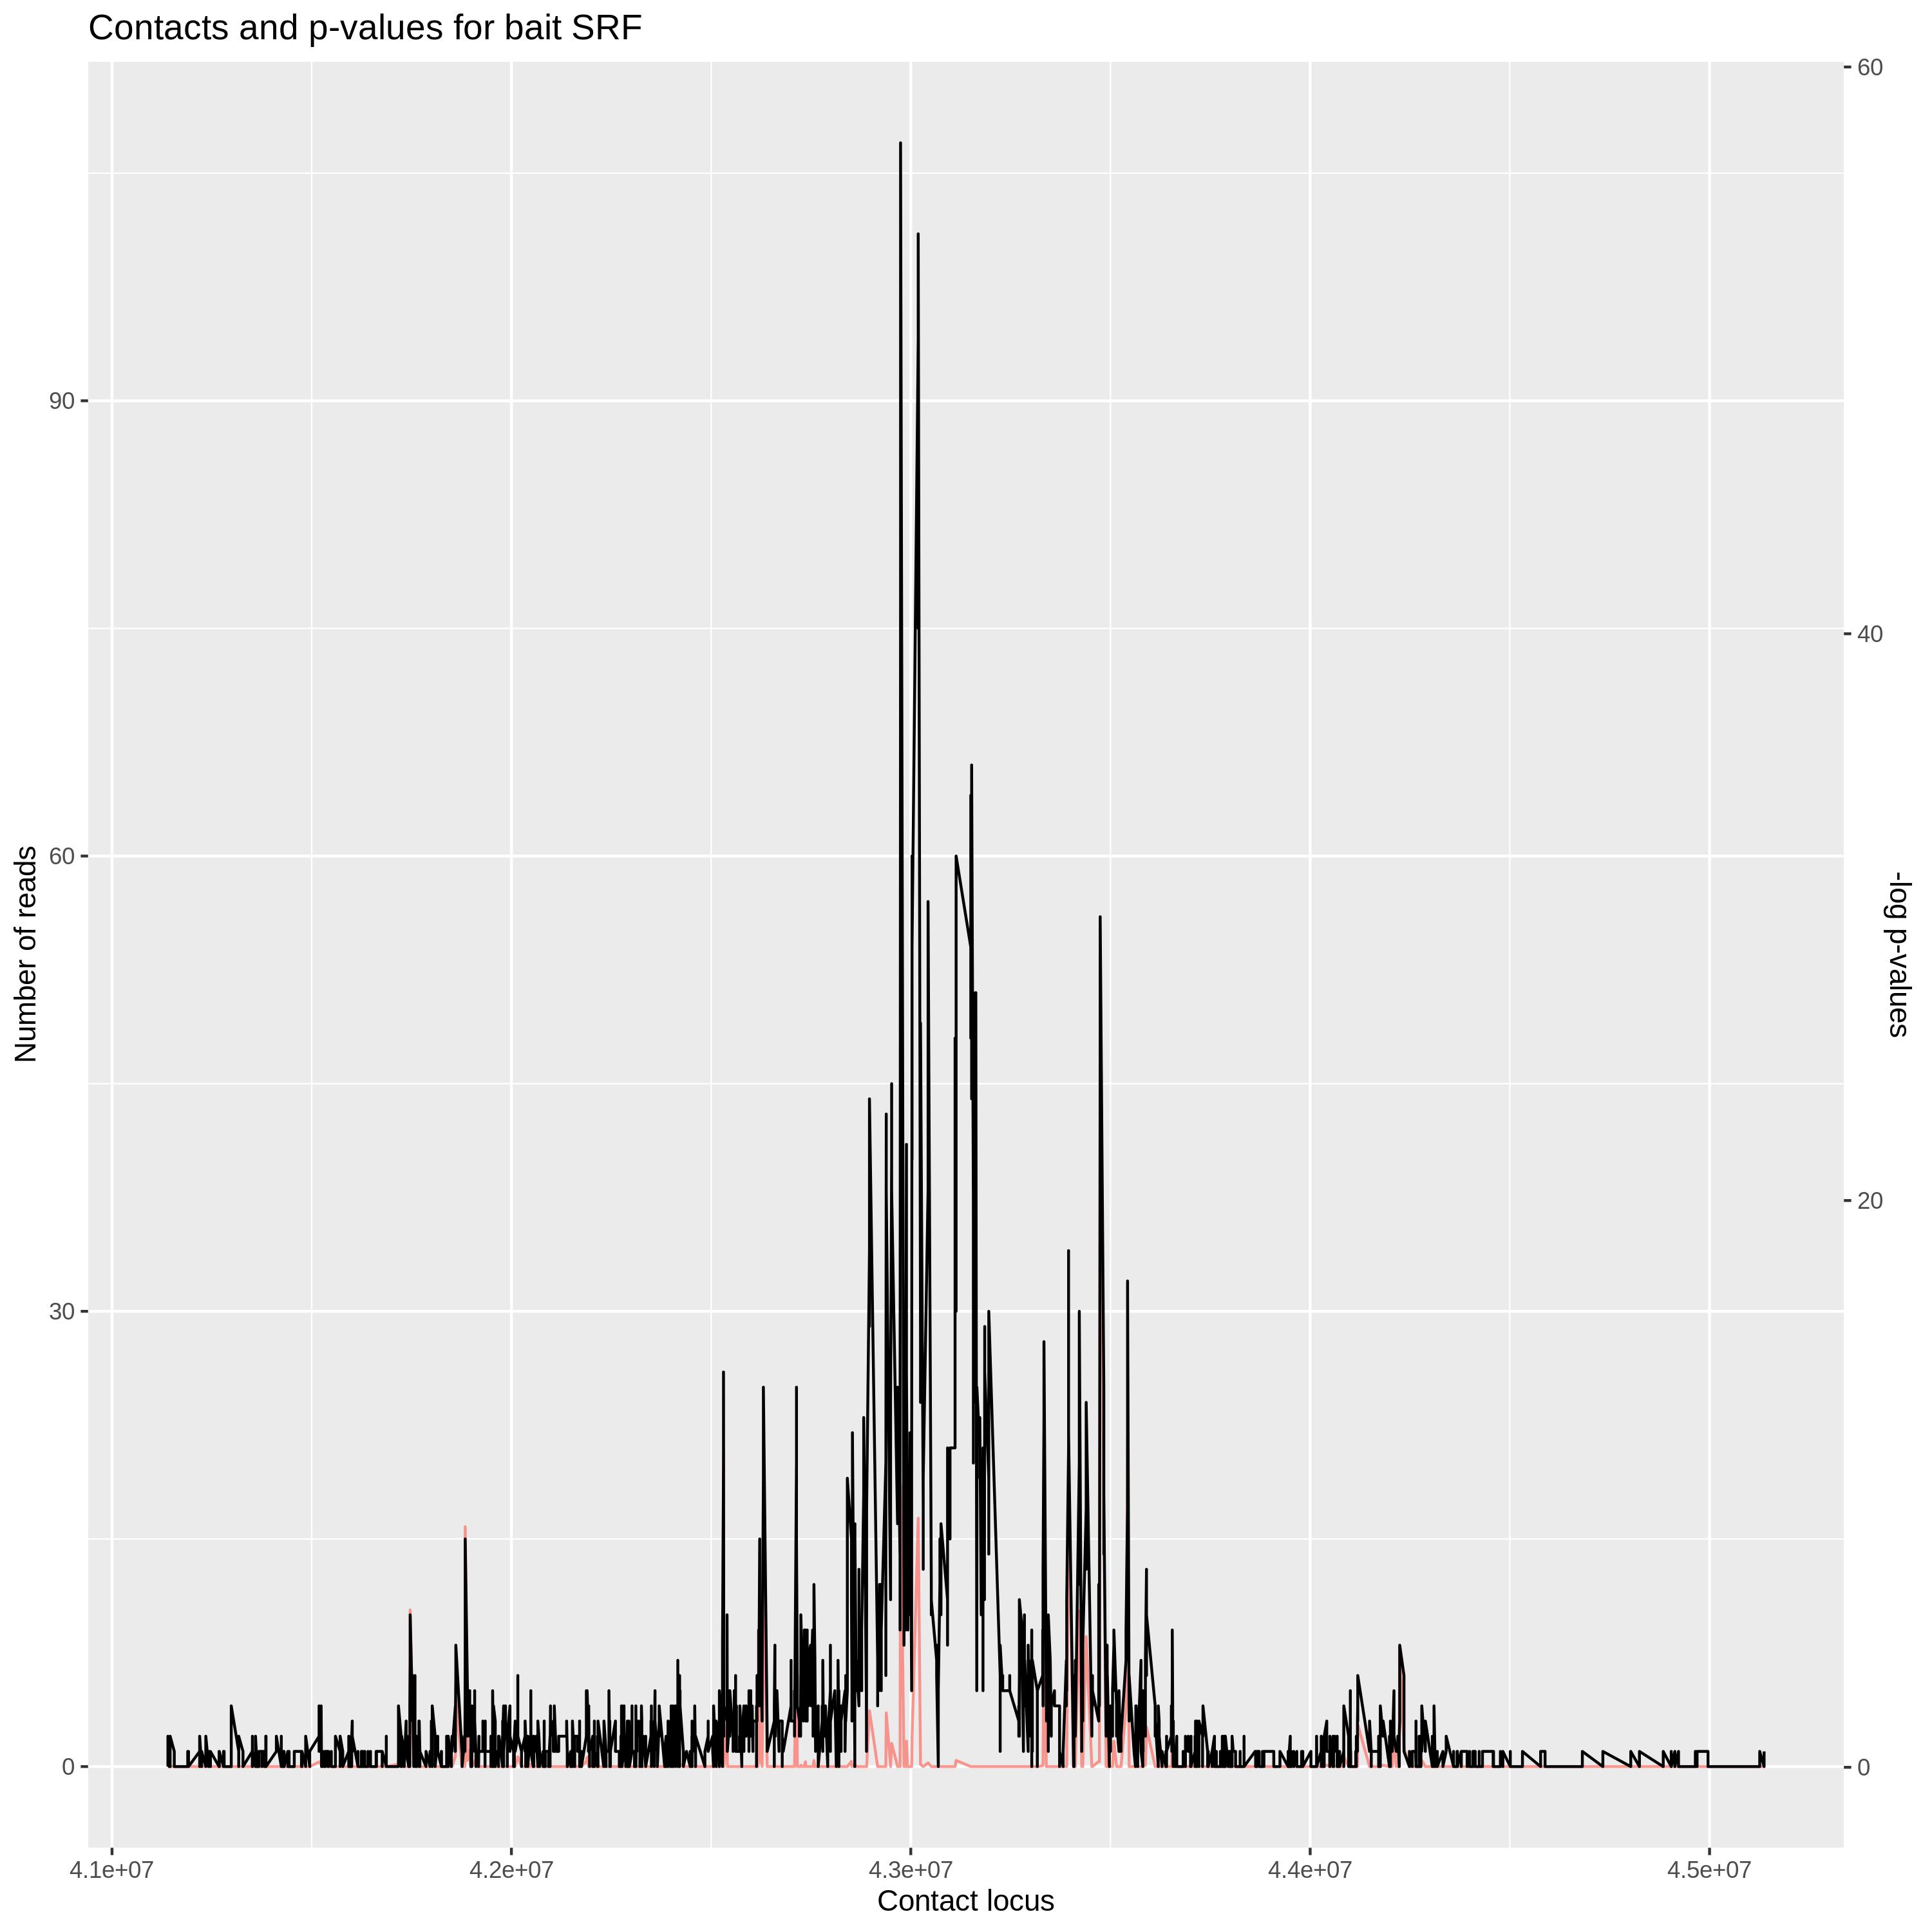 Contacts and p-values for bait SRF
60
90
40
60
20
30
0
0
Number of reads
-log p-values
4.1e+07
4.2e+07
4.3e+07
4.4e+07
4.5e+07
Contact locus